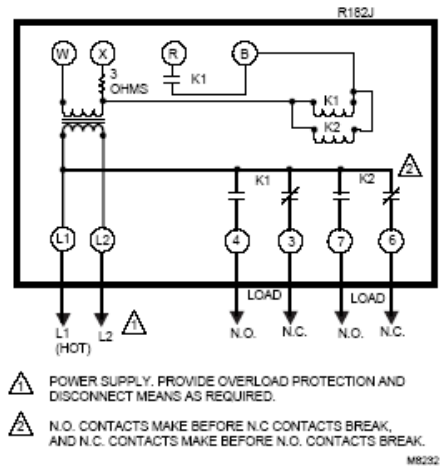 R182J
W X R B
3
OHMS
K1
K1
K2
K1 K2
2
L1 L2 4 3 7 6
LOAD LOAD
L1
(HOT)
L2
1
N.O. N.C. N.O. N.C.
1 POWER SUPPLY. PROVIDE OVERLOAD PROTECTION AND
DISCONNECT MEANS AS REQUIRED.
2 N.O. CONTACTS MAKE BEFORE N.C CONTACTS BREAK,
AND N.C. CONTACTS MAKE BEFORE N.O. CONTACTS BREAK.
M8232